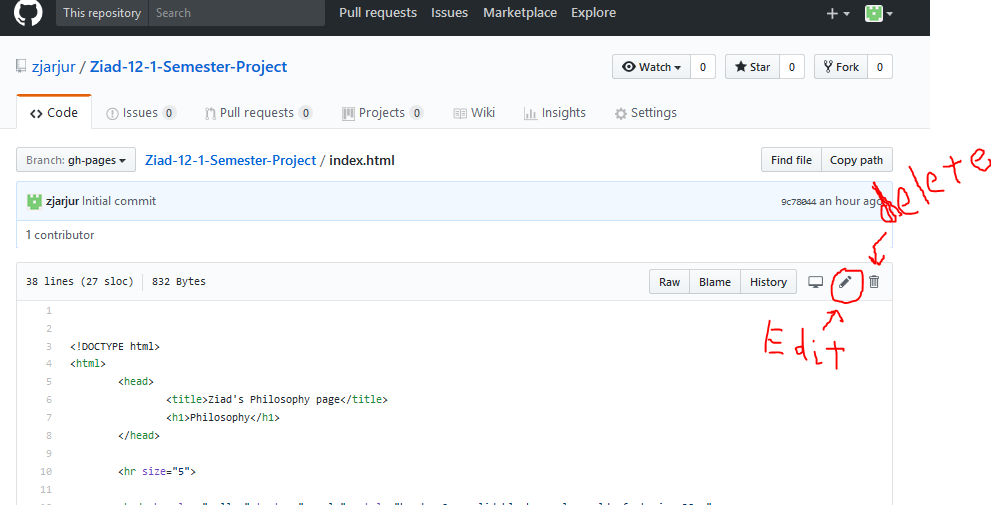 This repository Search Pull requests Issues Marketplace Explore
zjarjur / Ziad-12-1-Semester-Project Watch 0 Star 0 Fork 0
Code Issues 0 Pull requests 0 Projects 0 Wiki Insights Settings
Branch: gh-pages Ziad-12-1-Semester-Project / index.html Find file Copy path
delete
zjarjur Initial commit 9c78044 an hour ago
1 contributor
38 lines (27 sloc) 832 Bytes Raw Blame History
Edit
1
2
3 <!DOCTYPE html>
4 <html>
5 <head>
6 <title>Ziad's Philosophy page</title>
7 <h1>Philosophy</h1>
8 </head>
9
10 <hr size="5">
11